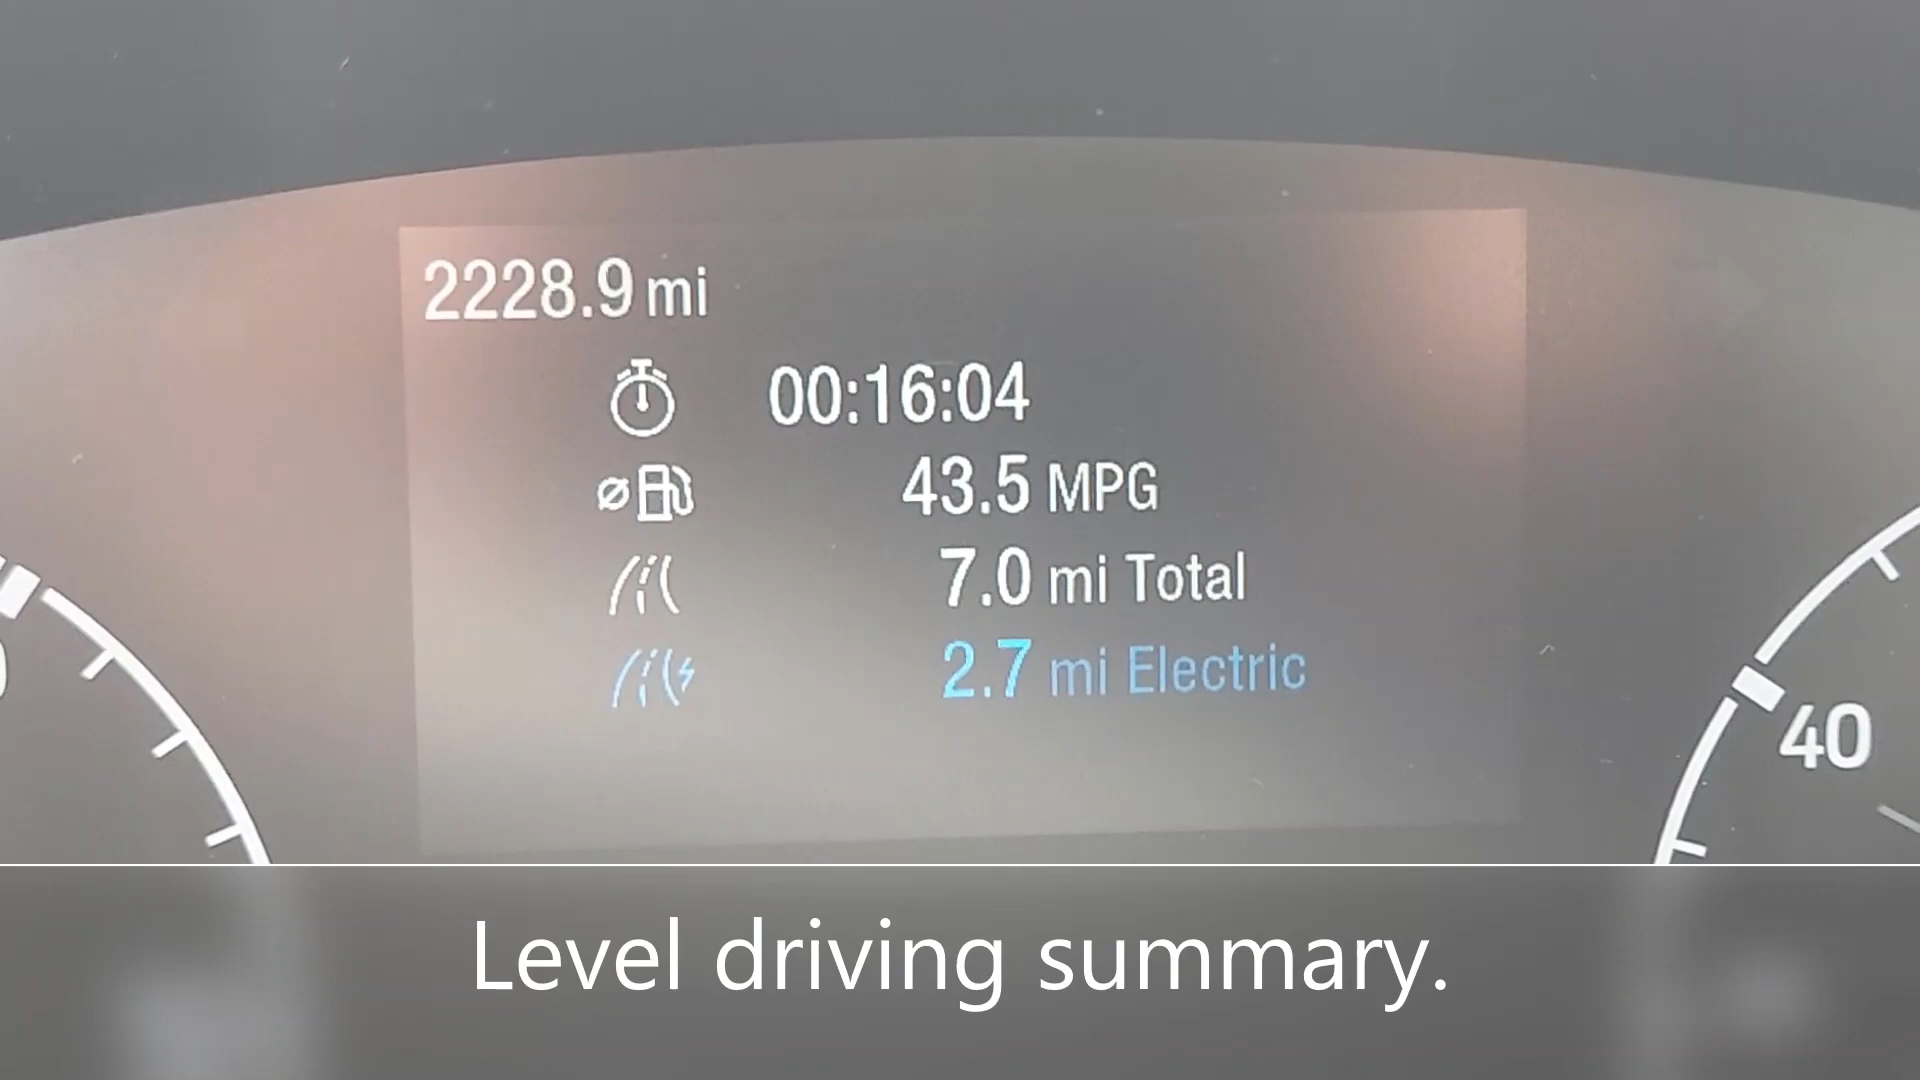 2228.9 mi
00:16:04
43.5 MPG
7.0 mi Total
2.7 mi Electric
40
Level driving summary.